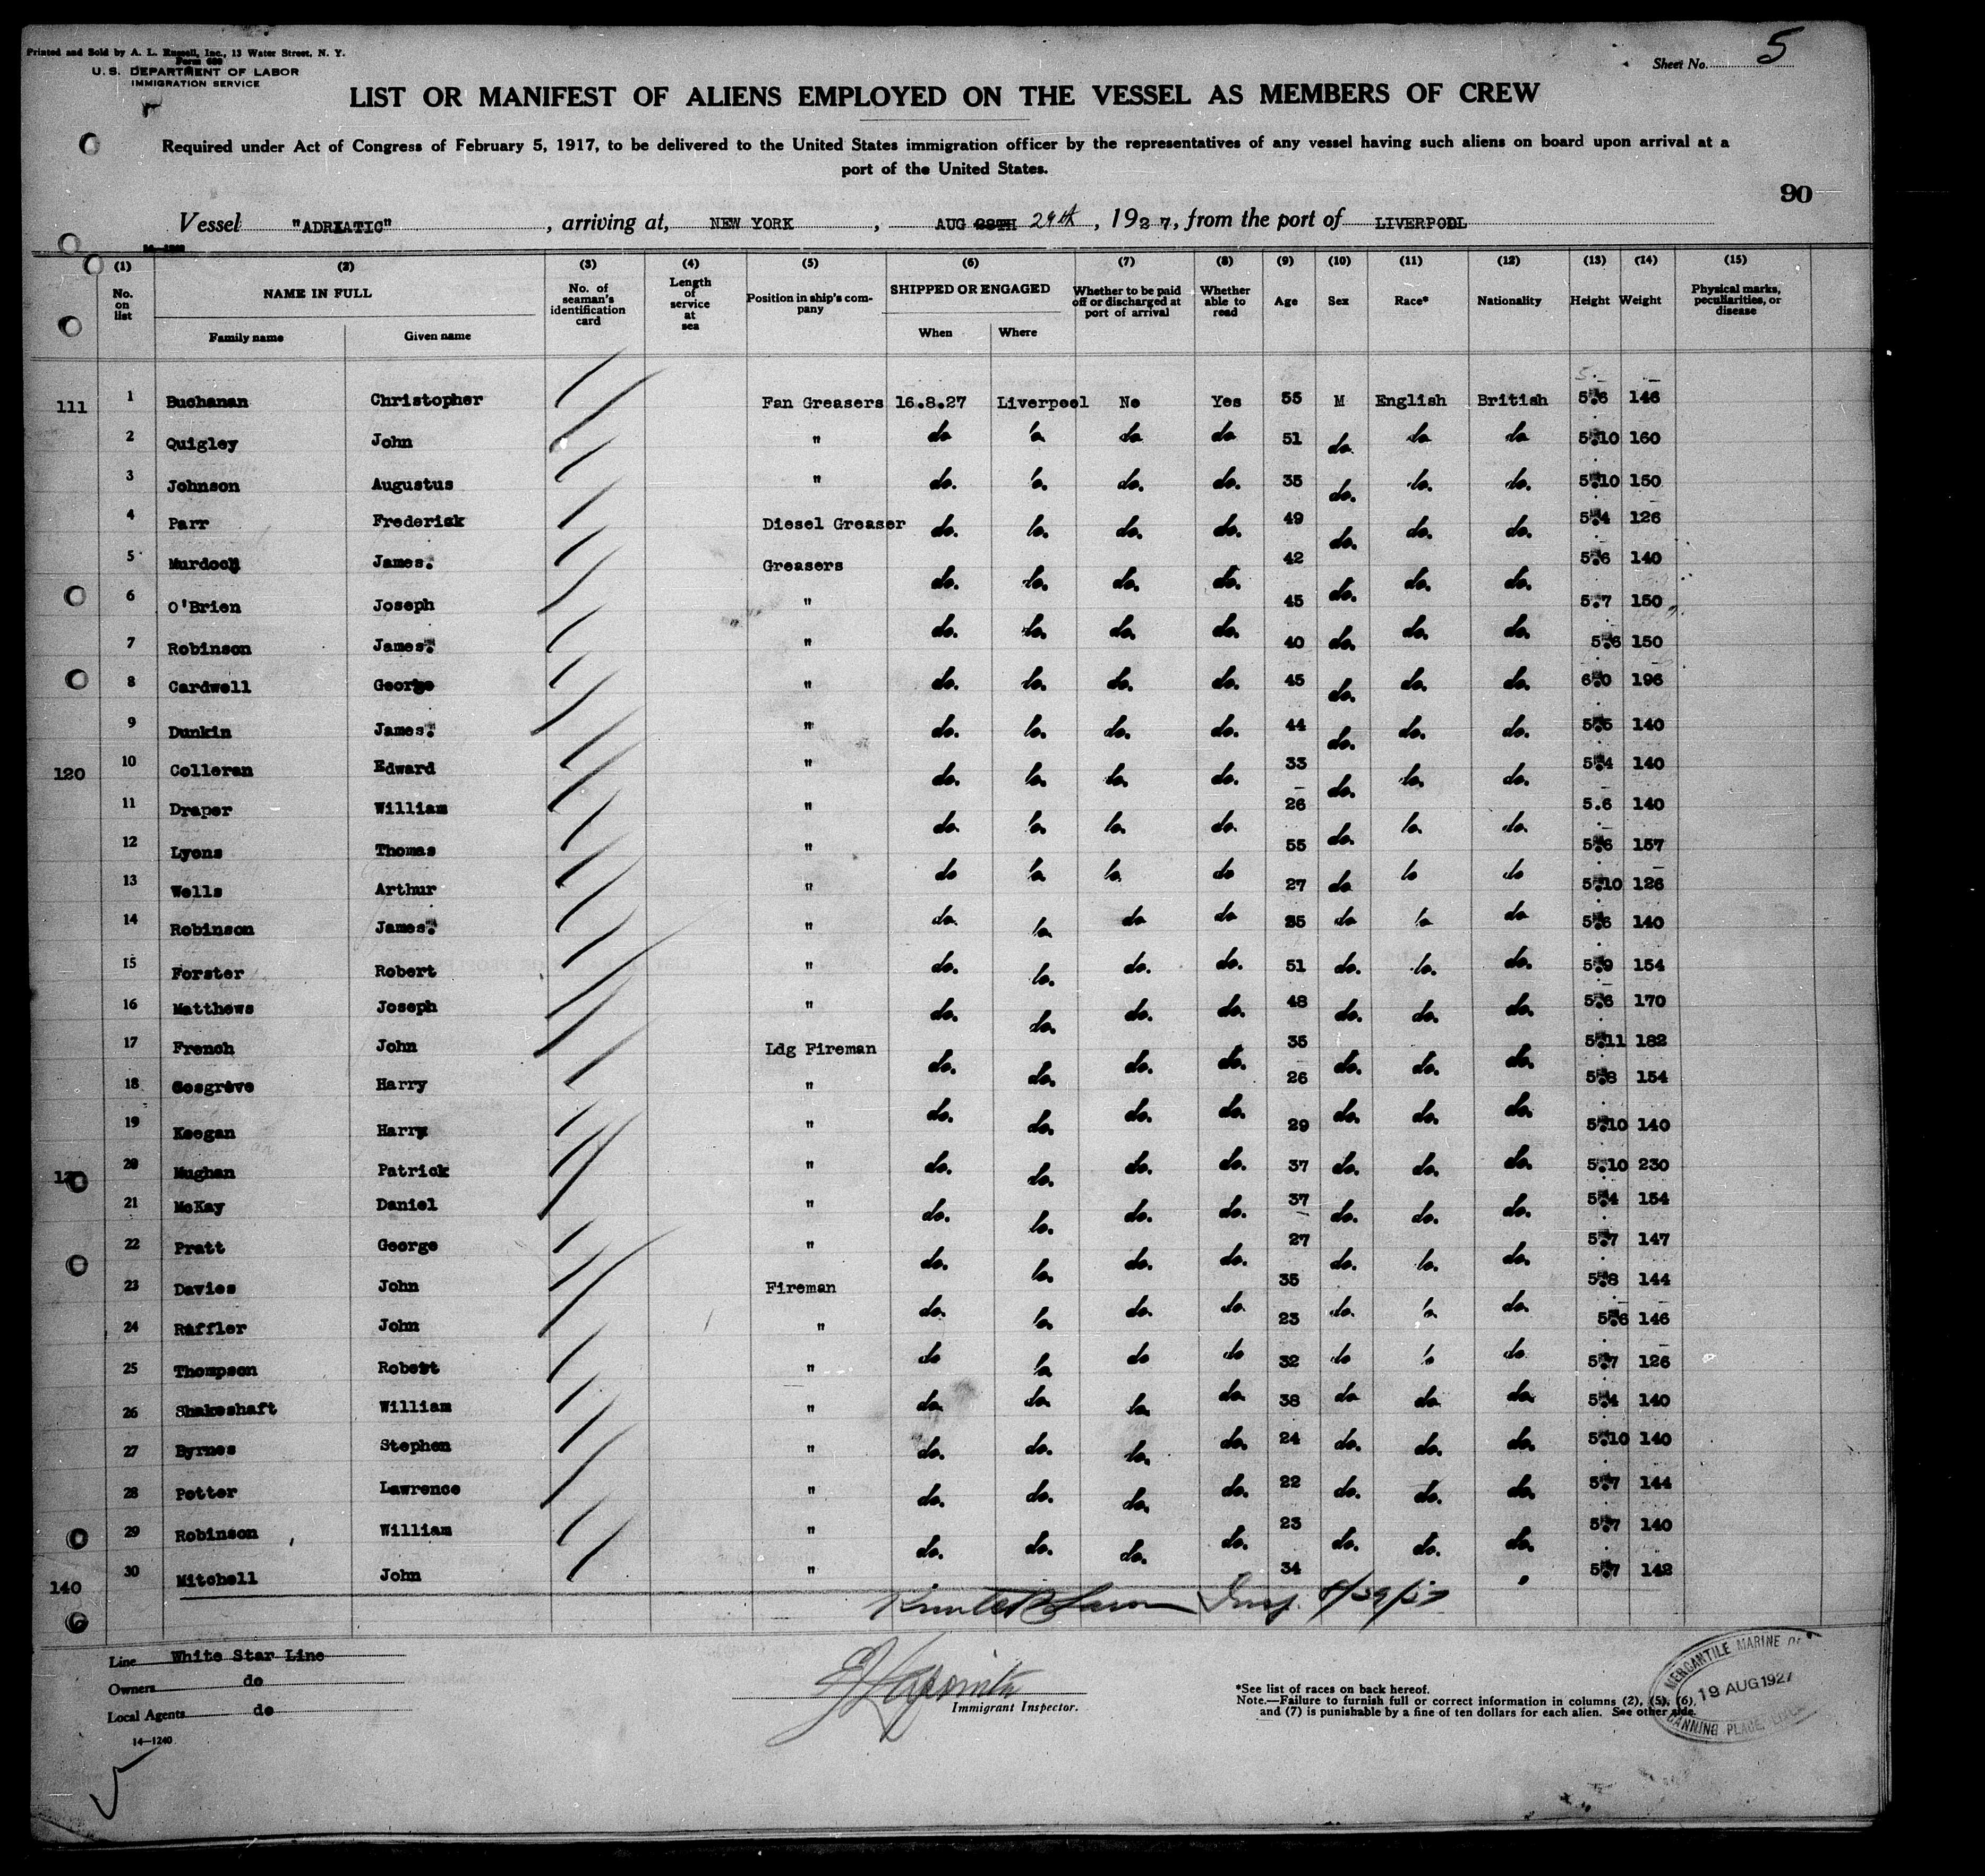 Printed and Sold by A. L. Russell, Inc., 13 Water Street, N. Y.
Form 680
U. S. DEPARTMENT OF LABOR
IMMIGRATION SERVICE
Sheet No. 5
LIST OR MANIFEST OF ALIENS EMPLOYED ON THE VESSEL AS MEMBERS OF CREW
Required under Act of Congress of February 5, 1917, to be delivered to the United States immigration officer by the representatives of any vessel having such aliens on board upon arrival at a
port of the United States.
90
Vessel "ADRIATIC", arriving at, NEW YORK, AUG 28TH 29th, 1927, from the port of LIVERPOOL
14—1240
(1) (2) (3) (4) (5) (6) (7) (8) (9) (10) (11) (12) (13) (14) (15)
No. on list NAME IN FULL Family name Given name No. of seaman's identification card Length of service at sea Position in ship's company SHIPPED OR ENGAGED When Where Whether to be paid off or discharged at port of arrival Whether able to read Age Sex Race* Nationality Height Weight Physical marks, peculiarities, or disease
111 1 Buchanan Christopher Fan Greasers 16.8.27 Liverpool No Yes 55 M English British 5.6 146
2 Quigley John " do do do do 51 do. do do 5.10 160
3 Johnson Augustus " do. do. do. do. 35 do. do. do. 5.10 150
4 Parr Frederick Diesel Greaser do. do. do. do. 49 do. do. do. 5.4 126
5 Murdoch James. Greasers do. do. do. do. 42 do. do. do. 5.6 140
6 O'Brien Joseph " do. do. do. do. 45 do. do. do. 5.7 150
7 Robinson James. " do. do. do. do. 40 do. do. do. 5.6 150
8 Cardwell George " do. do. do. do. 45 do. do. do. 6.0 196
9 Dunkin James. " do. do. do. do. 44 do. do. do. 5.5 140
120 10 Colleran Edward " do. do. do. do. 33 do. do. do. 5.4 140
11 Draper William " do. do. do. do. 26 do. do. do. 5.6 140
12 Lyons Thomas " do do do do 55 do do do 5.6 157
13 Wells Arthur " do do do do 27 do do do 5.10 126
14 Robinson James. " do. do. do. do. 35 do. do. do. 5.6 140
15 Forster Robert " do. do. do. do. 51 do. do. do. 5.9 154
16 Matthews Joseph " do. do. do. do. 48 do. do. do. 5.6 170
17 French John Ldg Fireman do. do. do. do. 35 do. do. do. 5.11 182
18 Cosgrove Harry " do. do. do. do. 26 do. do. do. 5.8 154
19 Keegan Harry " do. do. do. do. 29 do. do. do. 5.10 140
20 Mughan Patrick " do. do. do. do. 37 do. do. do. 5.10 230
21 McKay Daniel " do. do. do. do. 37 do. do. do. 5.4 154
22 Pratt George " do. do. do. do. 27 do. do. do. 5.7 147
23 Davies John Fireman do. do. do. do. 35 do. do. do. 5.8 144
24 Raffler John " do do do do 23 do do do 5.6 146
25 Thompson Robert " do do do do 32 do do do 5.7 126
26 Shakeshaft William " do. do. do. do. 38 do. do. do. 5.4 140
27 Byrnes Stephen " do. do. do. do. 24 do. do. do. 5.10 140
28 Potter Lawrence " do. do. do. do. 22 do. do. do. 5.7 144
29 Robinson William " do. do. do. do. 23 do. do. do. 5.7 140
140 30 Mitchell John " 34 5.7 142
Insp. 8/29/27
Line White Star Line
Owners do
Local Agents do
14—1240
Immigrant Inspector.
*See list of races on back hereof.
Note.—Failure to furnish full or correct information in columns (2), (5), (6),
and (7) is punishable by a fine of ten dollars for each alien. See other side.
MERCANTILE MARINE
19 AUG 1927
CANNING PLACE